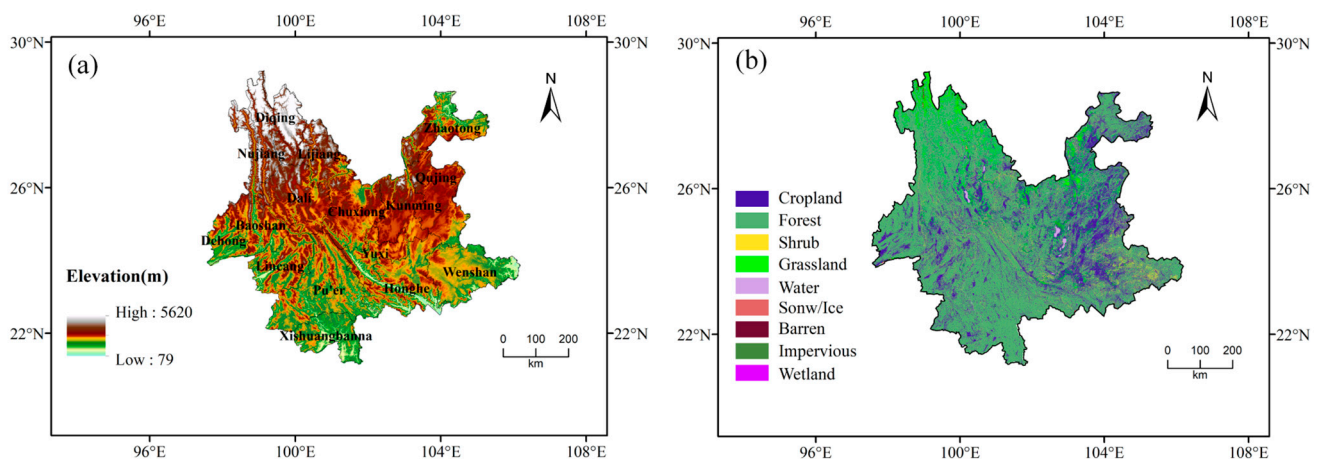 96°E 100°E 104°E 108°E
30°N 30°N
(a)
N
Diqing
Zhaotong
Nujiang Lijiang
Qujing
26°N 26°N
Dali
Kunming
Chuxiong
Baoshan
Dehong
Yuxi
Lincang
Wenshan
Pu'er Honghe
Xishuangbanna
Elevation(m)
High : 5620
Low : 79
22°N 22°N
0 100 200
km
96°E 100°E 104°E 108°E
96°E 100°E 104°E 108°E
30°N 30°N
(b)
N
26°N 26°N
Cropland
Forest
Shrub
Grassland
Water
Sonw/Ice
Barren
Impervious
Wetland
22°N 22°N
0 100 200
km
96°E 100°E 104°E 108°E